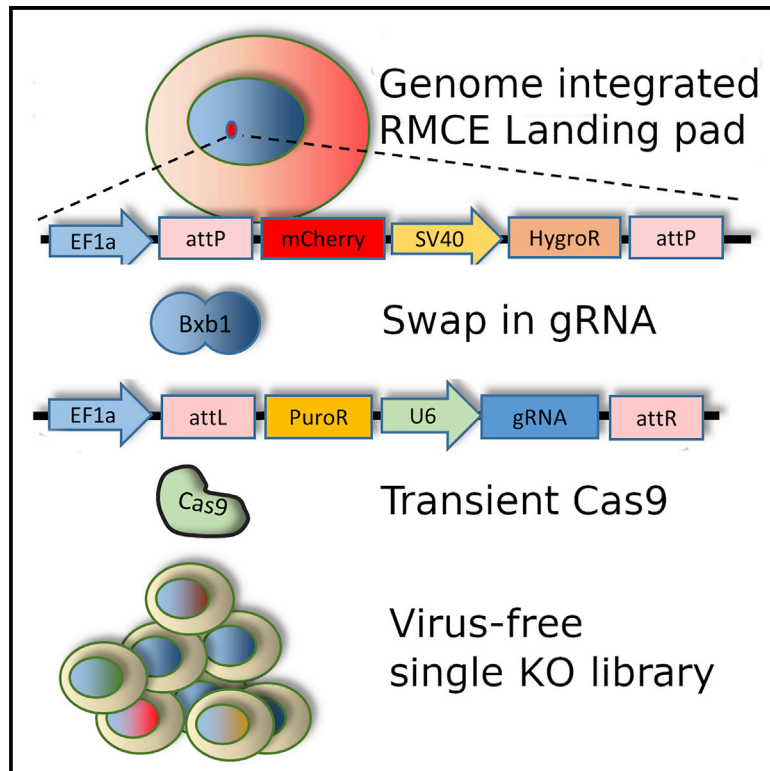 Genome integrated
RMCE Landing pad
EF1a attP mCherry SV40 HygroR attP
Bxb1
Swap in gRNA
EF1a attL PuroR U6 gRNA attR
Cas9
Transient Cas9
Virus-free
single KO library